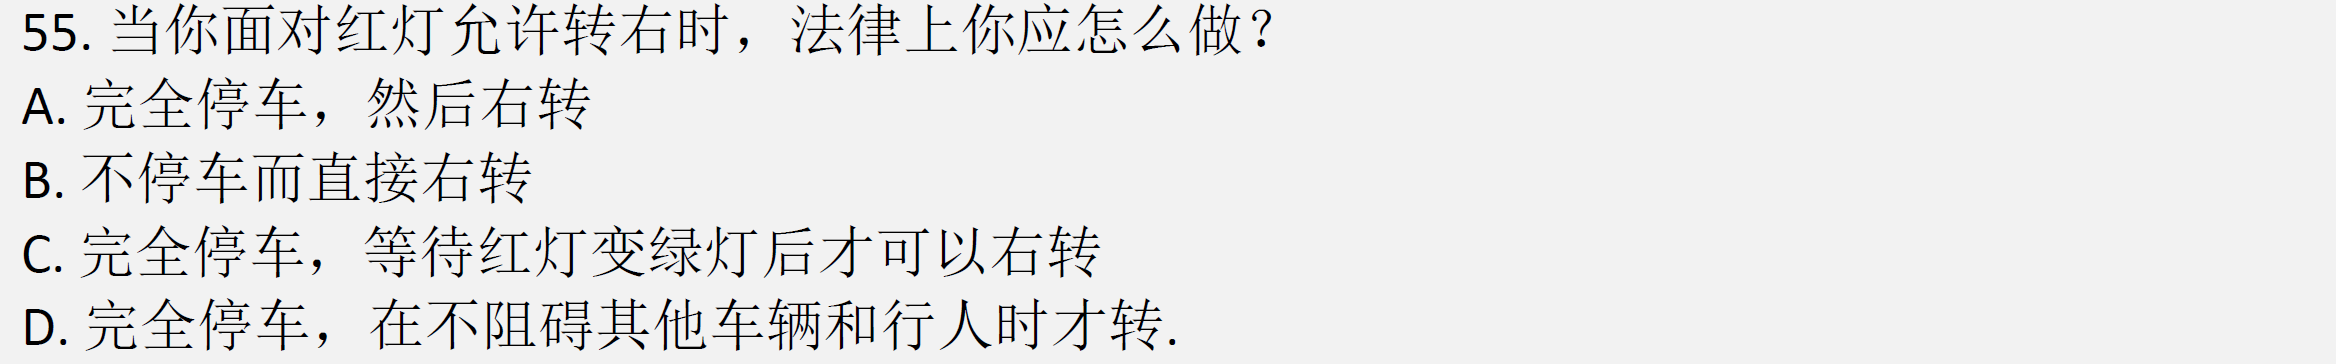 55. 当你面对红灯允许转右时，法律上你应怎么做？
A. 完全停车，然后右转
B. 不停车而直接右转
C. 完全停车，等待红灯变绿灯后才可以右转
D. 完全停车，在不阻碍其他车辆和行人时才转.